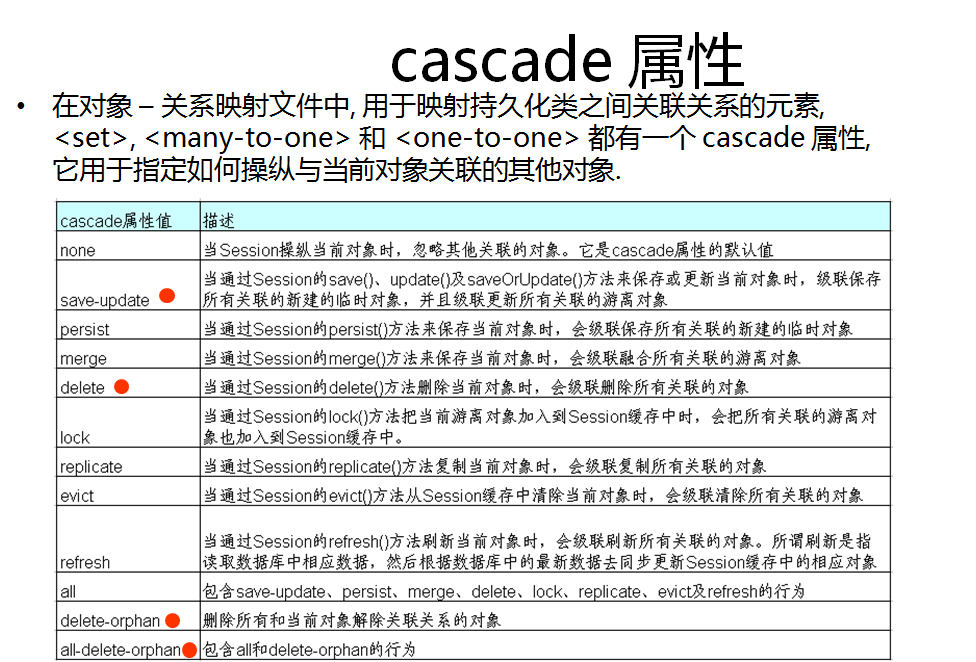 cascade 属性
• 在对象 – 关系映射文件中, 用于映射持久化类之间关联关系的元素,
<set>, <many-to-one> 和 <one-to-one> 都有一个 cascade 属性,
它用于指定如何操纵与当前对象关联的其他对象.
cascade属性值 描述
none 当Session操纵当前对象时，忽略其他关联的对象。它是cascade属性的默认值
save-update 当通过Session的save()、update()及saveOrUpdate()方法来保存或更新当前对象时，级联保存
所有关联的新建的临时对象，并且级联更新所有关联的游离对象
persist 当通过Session的persist()方法来保存当前对象时，会级联保存所有关联的新建的临时对象
merge 当通过Session的merge()方法来保存当前对象时，会级联融合所有关联的游离对象
delete 当通过Session的delete()方法删除当前对象时，会级联删除所有关联的对象
lock 当通过Session的lock()方法把当前游离对象加入到Session缓存中时，会把所有关联的游离对
象也加入到Session缓存中。
replicate 当通过Session的replicate()方法复制当前对象时，会级联复制所有关联的对象
evict 当通过Session的evict()方法从Session缓存中清除当前对象时，会级联清除所有关联的对象
refresh 当通过Session的refresh()方法刷新当前对象时，会级联刷新所有关联的对象。所谓刷新是指
读取数据库中相应数据，然后根据数据库中的最新数据去同步更新Session缓存中的相应对象
all 包含save-update、persist、merge、delete、lock、replicate、evict及refresh的行为
delete-orphan 删除所有和当前对象解除关联关系的对象
all-delete-orphan 包含all和delete-orphan的行为